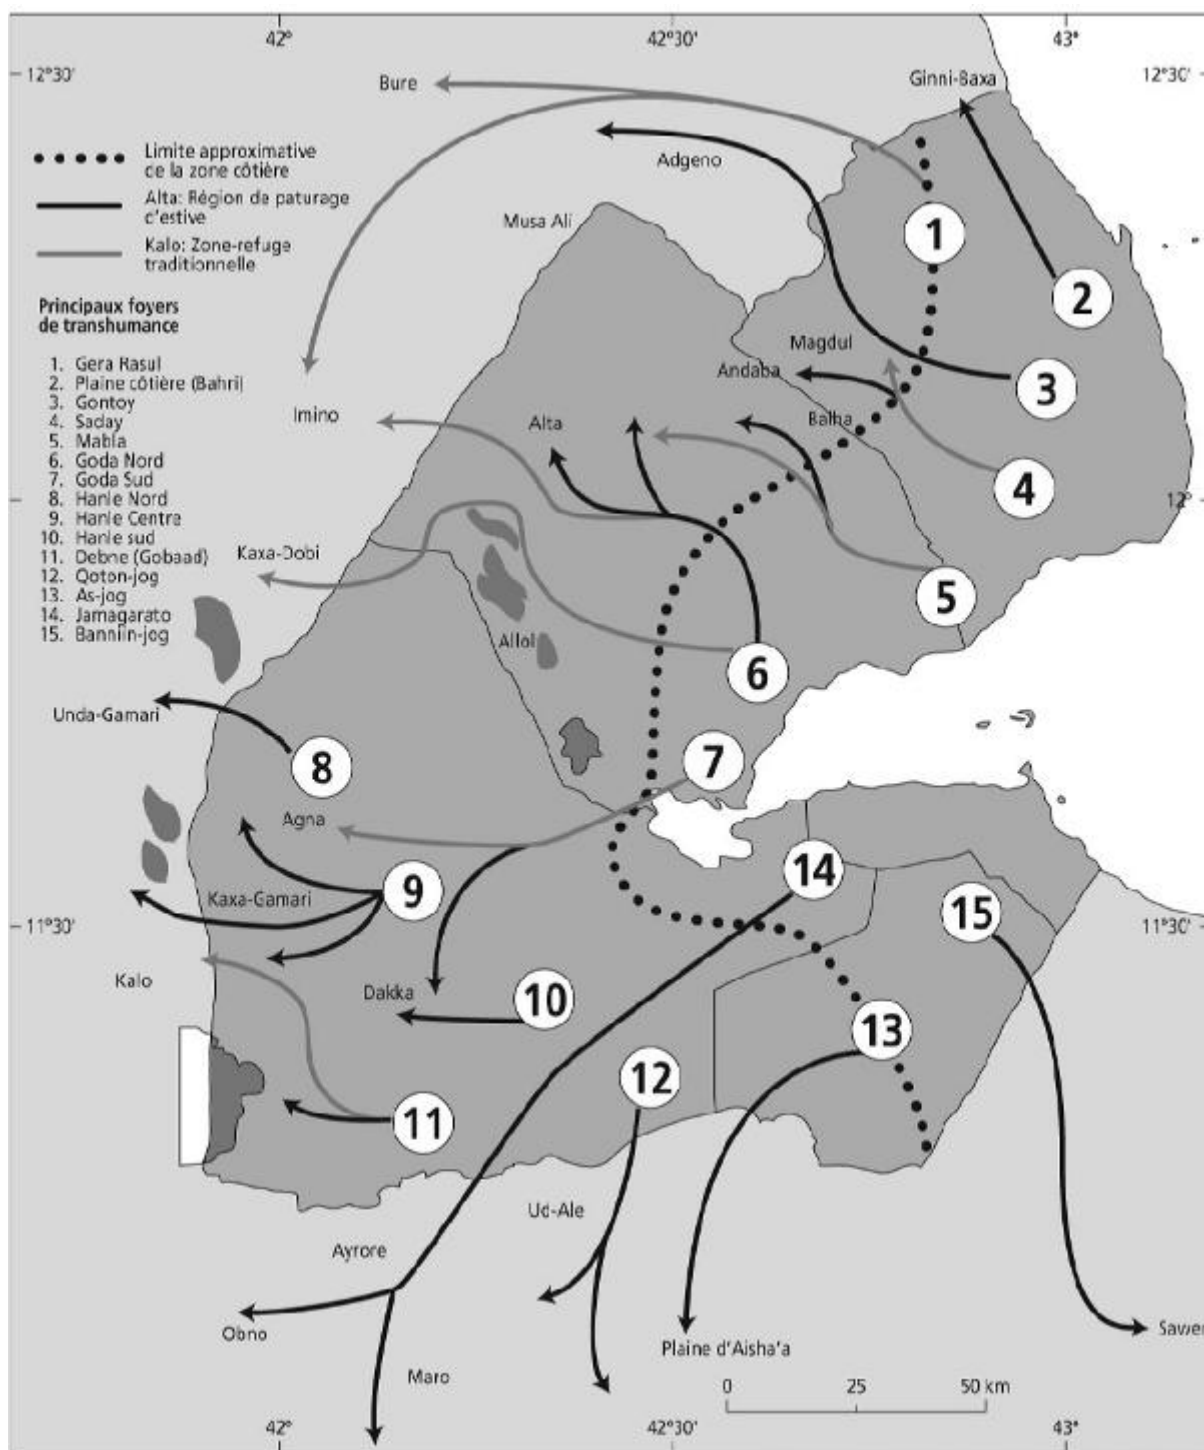 42°
42°30'
43°
12°30'
12°30'
Bure
Ginni-Baxa
Limite approximative
de la zone côtière
Alta: Région de paturage
c'estive
Kalo: Zone-refuge
traditionnelle
Adgeno
Musa Ali
1
2
Principaux foyers
de transhumance
1. Gera Rasul
2. Plaine côtière (Bahri)
3. Gontoy
4. Saday
5. Mabla
6. Goda Nord
7. Goda Sud
8. Hanle Nord
9. Hanle Centre
10. Hanle sud
11. Debne (Gobaad)
12. Qoton-jog
13. As-jog
14. Jamagarato
15. Banniin-jog
Magdul
Andaba
3
Imino
Alta
Balha
4
12°
Kaxa-Dobi
5
Allol
6
Unda-Gamari
8
7
Agna
14
9
Kaxa-Gamari
15
11°30'
11°30'
Kalo
Dakka
10
13
12
11
Ud-Ale
Ayrore
Obno
Sawer
Plaine d'Aisha'a
Maro
0 25 50 km
42°
42°30'
43°